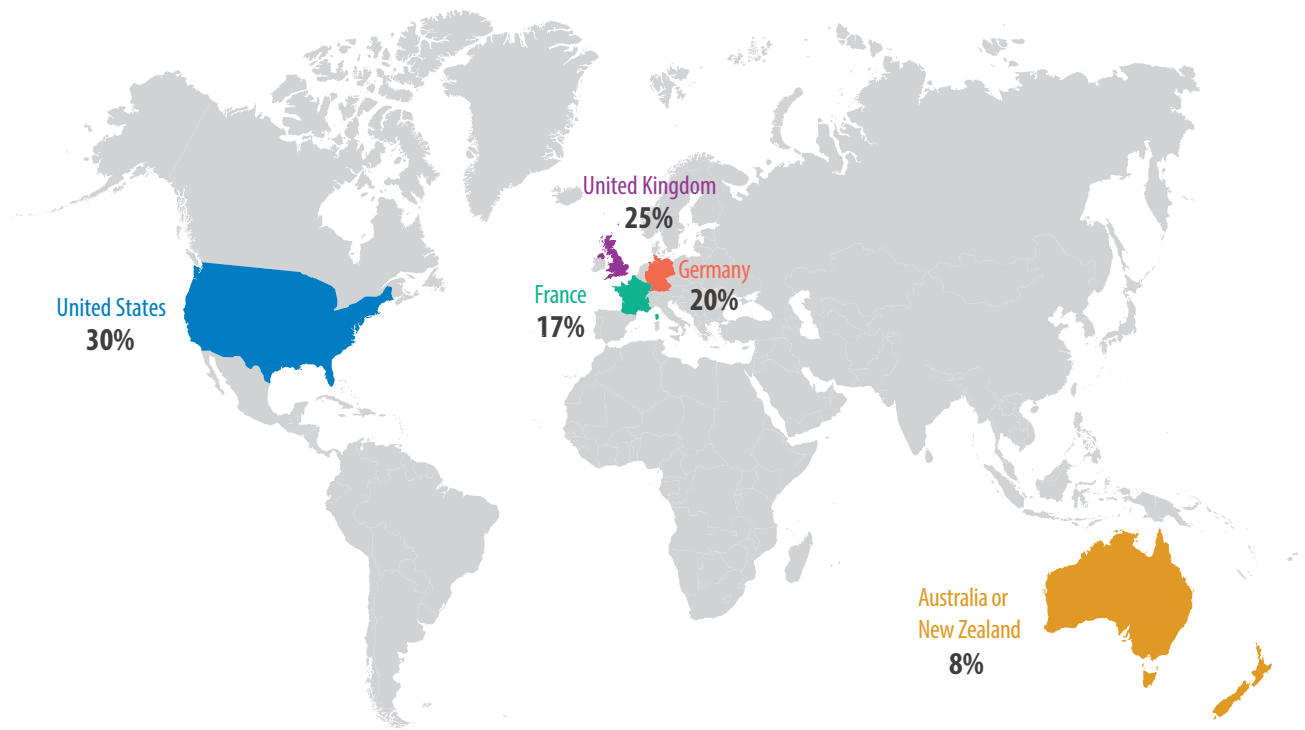 United States
30%
United Kingdom
25%
France
17%
Germany
20%
Australia or
New Zealand
8%